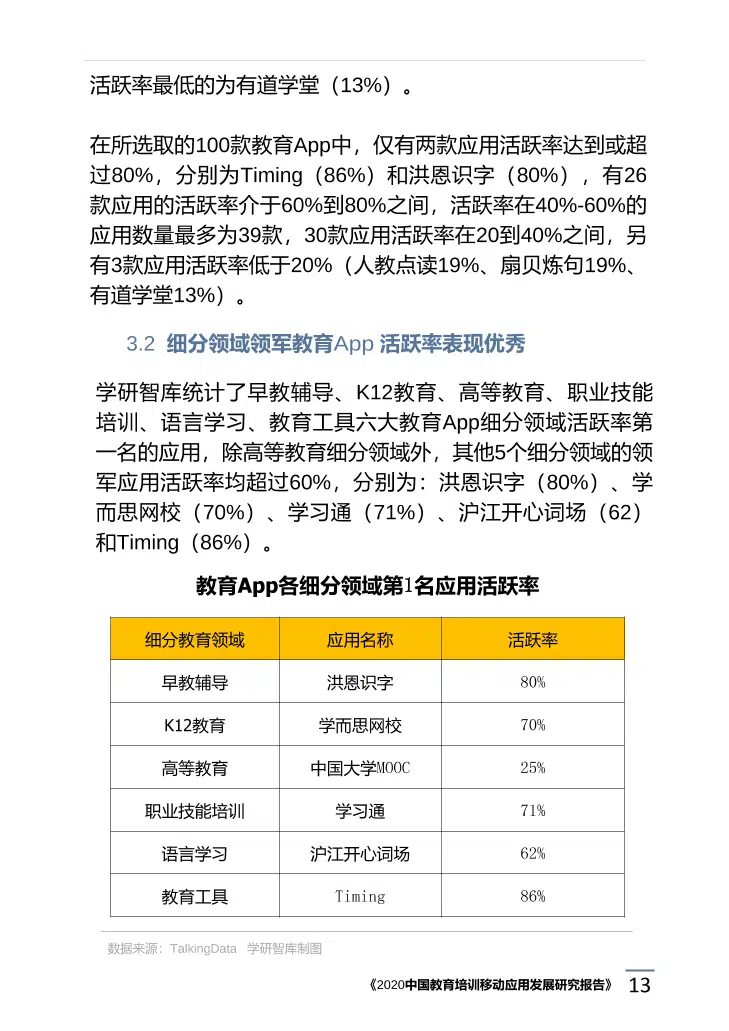 活跃率最低的为有道学堂（13%）。
在所选取的100款教育App中，仅有两款应用活跃率达到或超
过80%，分别为Timing（86%）和洪恩识字（80%），有26
款应用的活跃率介于60%到80%之间，活跃率在40%-60%的
应用数量最多为39款，30款应用活跃率在20到40%之间，另
有3款应用活跃率低于20%（人教点读19%、扇贝炼句19%、
有道学堂13%）。
3.2 细分领域领军教育App 活跃率表现优秀
学研智库统计了早教辅导、K12教育、高等教育、职业技能
培训、语言学习、教育工具六大教育App细分领域活跃率第
一名的应用，除高等教育细分领域外，其他5个细分领域的领
军应用活跃率均超过60%，分别为：洪恩识字（80%）、学
而思网校（70%）、学习通（71%）、沪江开心词场（62）
和Timing（86%）。
教育App各细分领域第1名应用活跃率
细分教育领域 应用名称 活跃率
早教辅导 洪恩识字 80%
K12教育 学而思网校 70%
高等教育 中国大学MOOC 25%
职业技能培训 学习通 71%
语言学习 沪江开心词场 62%
教育工具 Timing 86%
数据来源：TalkingData 学研智库制图
《2020中国教育培训移动应用发展研究报告》 13